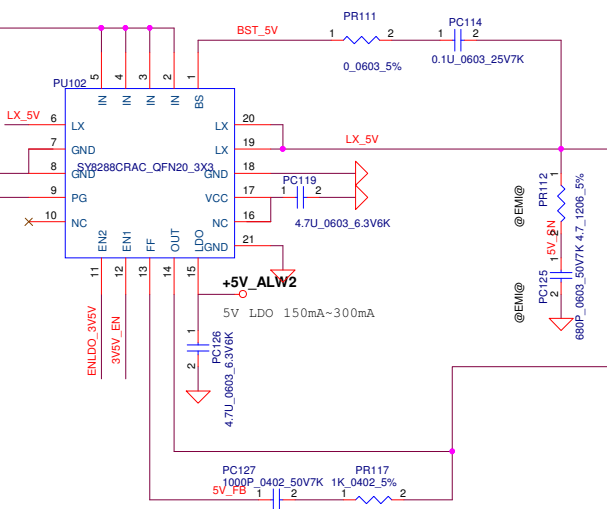 BST_5V
PR111
1
2
0_0603_5%
PC114
1
2
0.1U_0603_25V7K
PU102
5
4
3
2
1
IN
IN
IN
IN
BS
LX_5V
6
LX
7
GND
8
GND
9
PG
10
NC
SY8288CRAC_QFN20_3X3
LX
20
LX
19
LX_5V
GND
18
VCC
17
NC
16
GND
21
PC119
1
2
4.7U_0603_6.3V6K
EN2
EN1
FF
OUT
LDO
11
12
13
14
15
ENLDO_3V5V
3V5V_EN
+5V_ALW2
5V LDO 150mA~300mA
1
2
PC126
4.7U_0603_6.3V6K
@EMI@
PR112
4.7_1206_5%
1
2
5V_SN
@EMI@
PC125
680P_0603_50V7K
1
2
PC127
1000P_0402_50V7K
5V_FB
1
2
PR117
1K_0402_5%
1
2